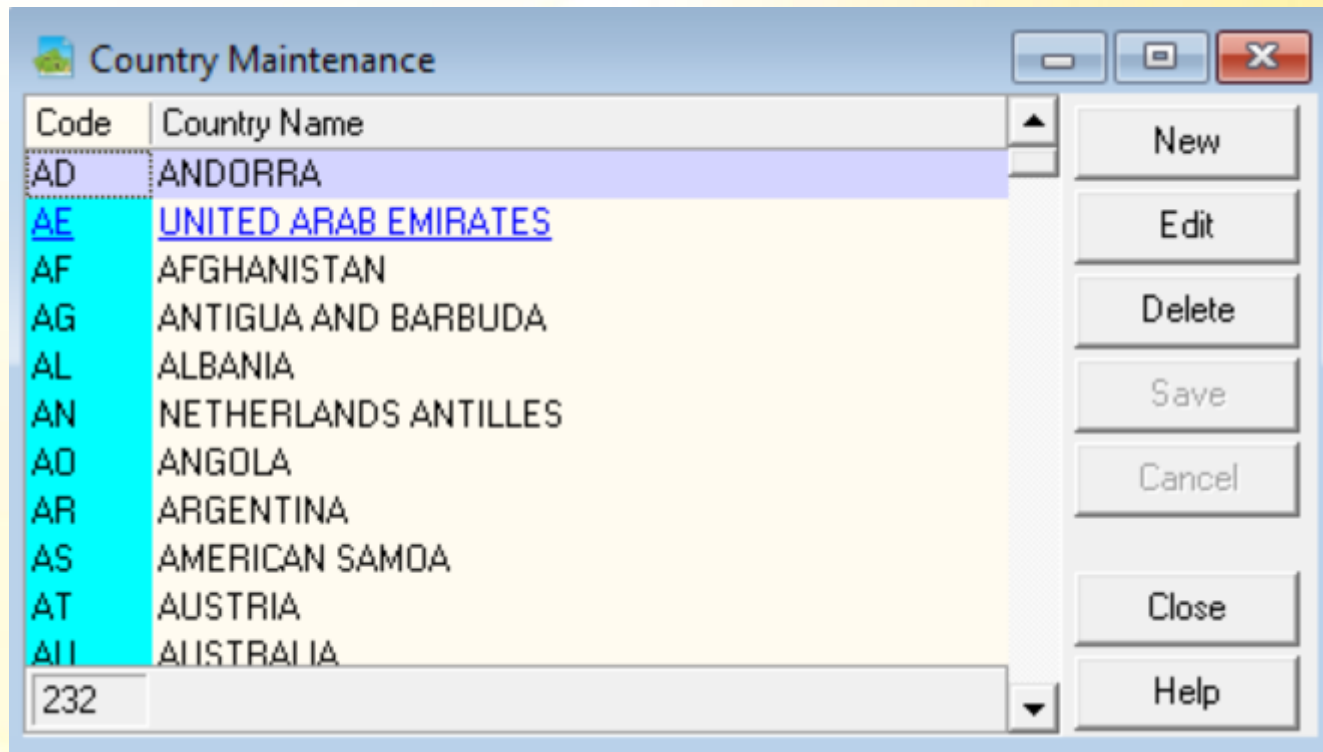 Country Maintenance
Code Country Name
AD ANDORRA
AE UNITED ARAB EMIRATES
AF AFGHANISTAN
AG ANTIGUA AND BARBUDA
AL ALBANIA
AN NETHERLANDS ANTILLES
AO ANGOLA
AR ARGENTINA
AS AMERICAN SAMOA
AT AUSTRIA
AU AUSTRALIA
232
New
Edit
Delete
Save
Cancel
Close
Help